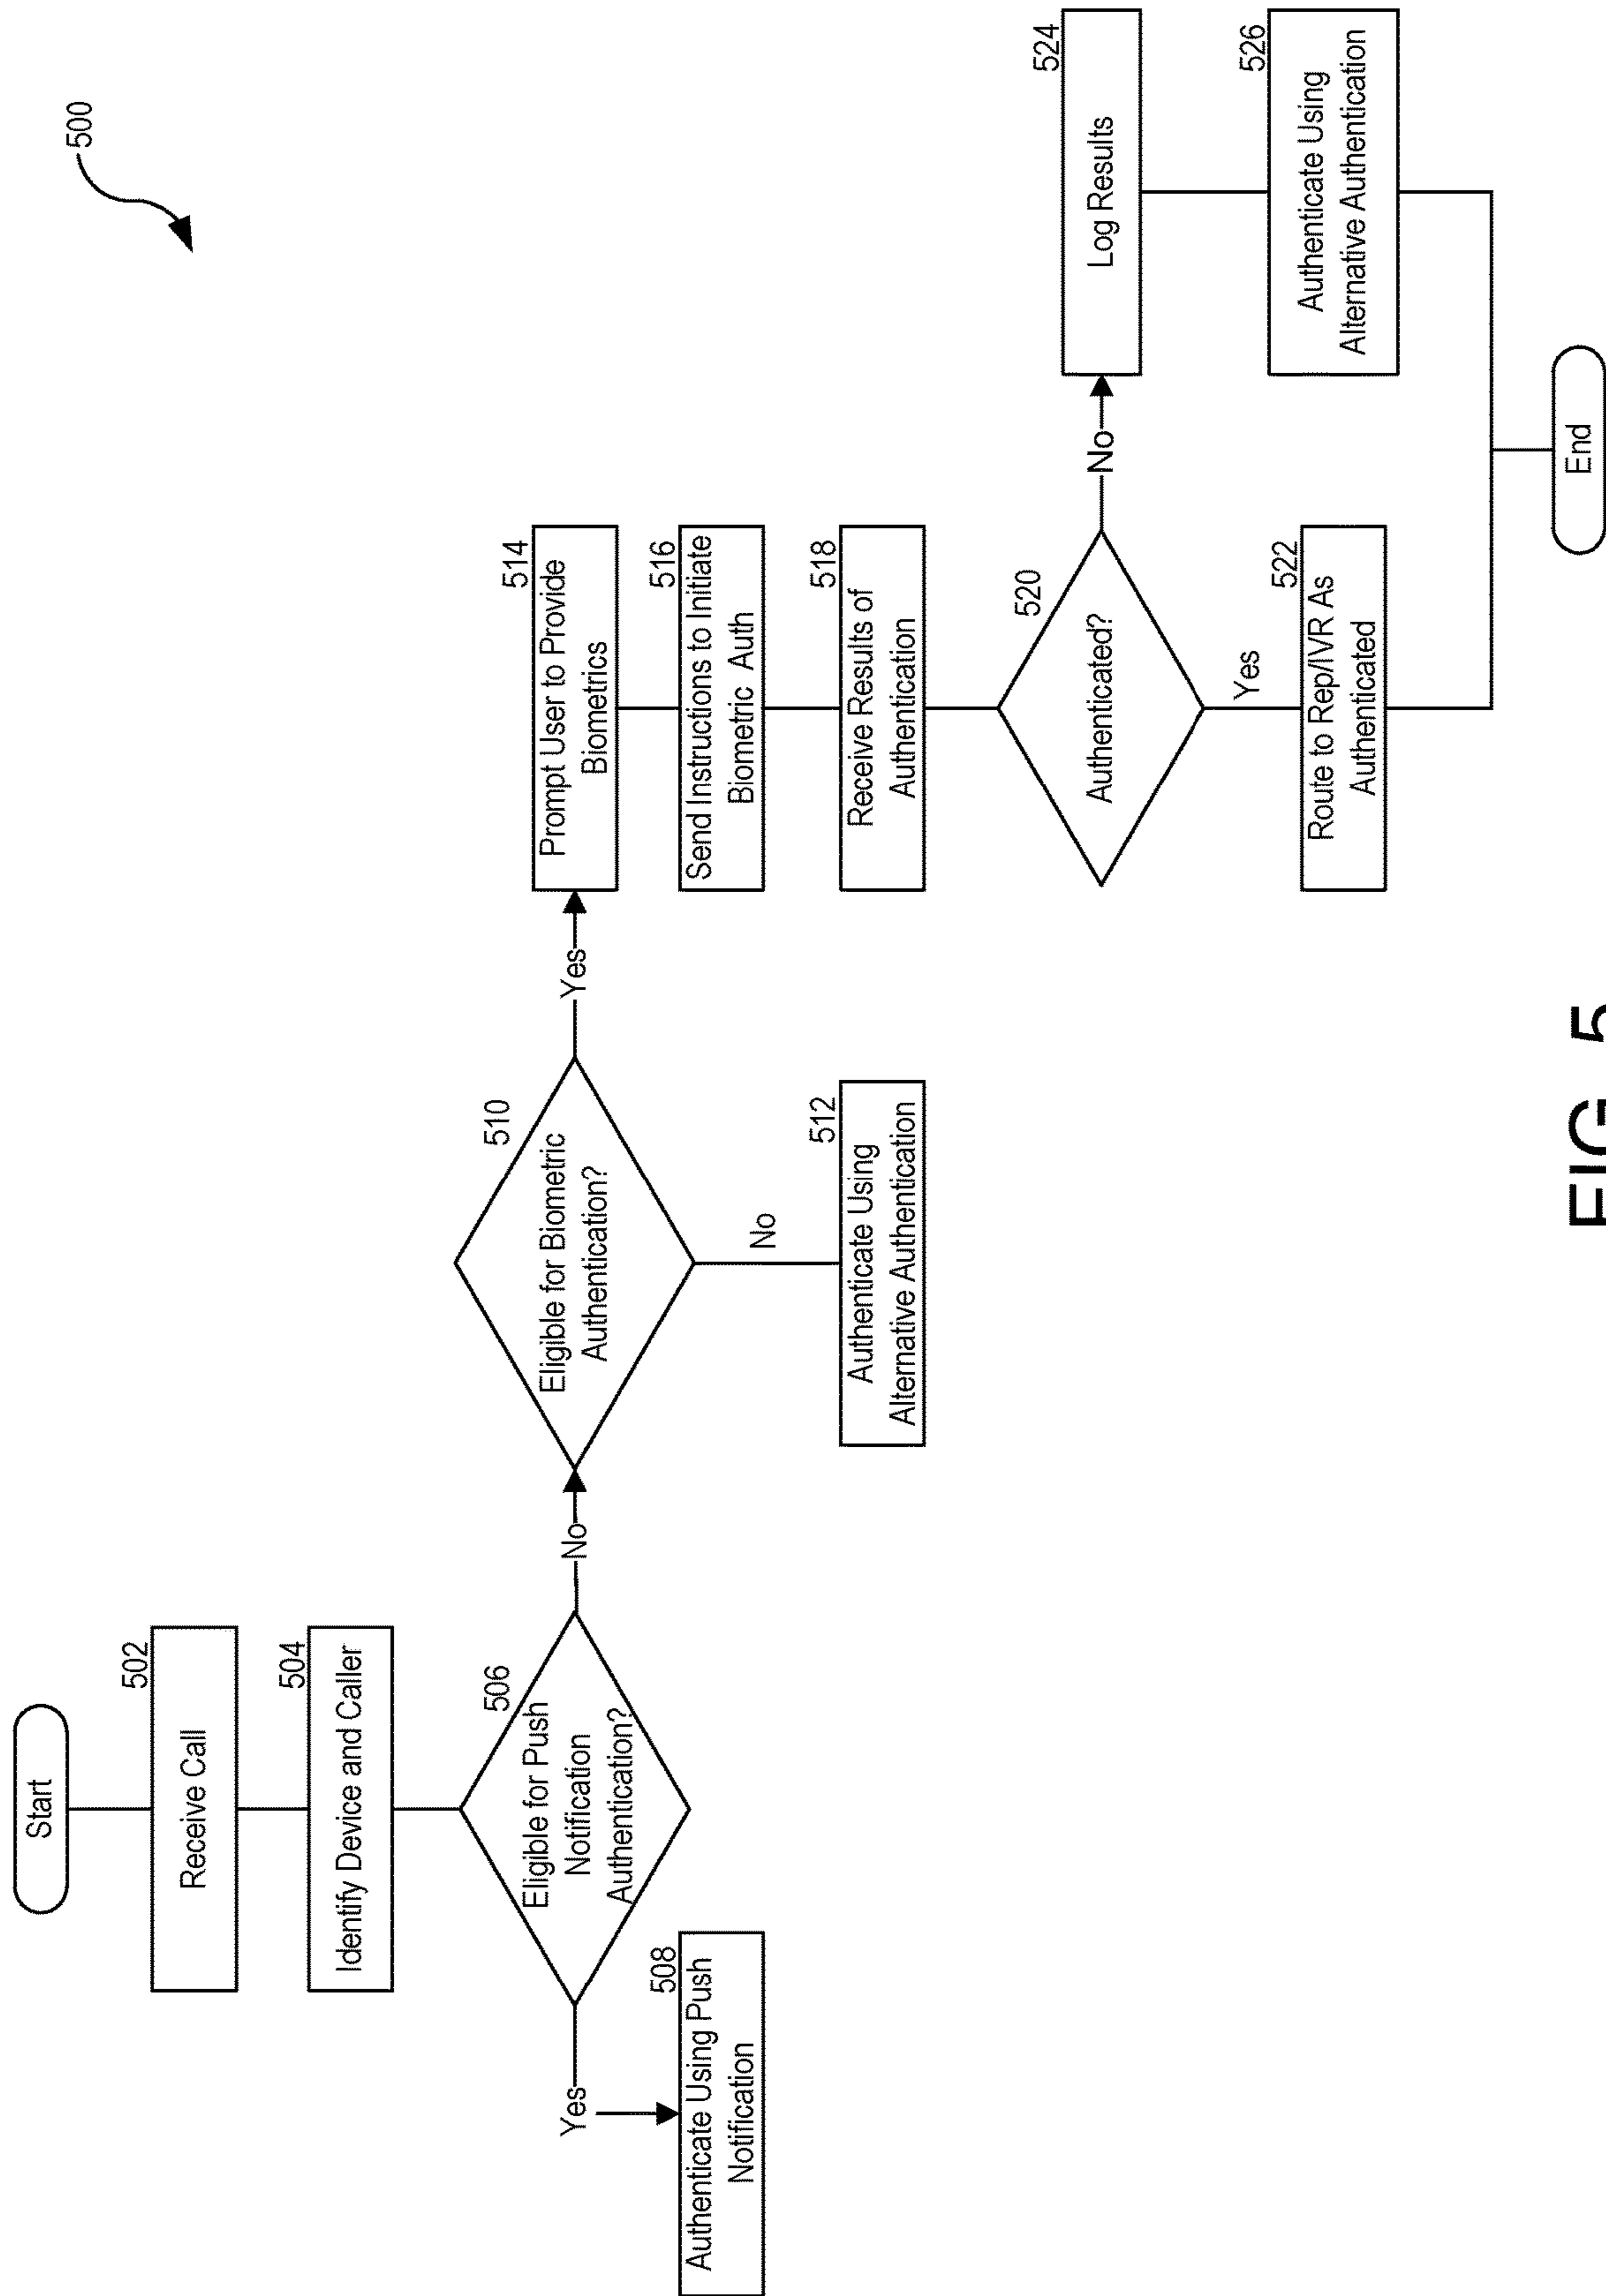 500
Start
502
Receive Call
504
Identify Device and Caller
506
Eligible for Push
Notification
Authentication?
Yes
508
Authenticate Using Push
Notification
No
510
Eligible for Biometric
Authentication?
No
512
Authenticate Using
Alternative Authentication
Yes
514
Prompt User to Provide
Biometrics
516
Send Instructions to Initiate
Biometric Auth
518
Receive Results of
Authentication
520
Authenticated?
Yes
522
Route to Rep/IVR As
Authenticated
No
524
Log Results
526
Authenticate Using
Alternative Authentication
End
FIG. 5